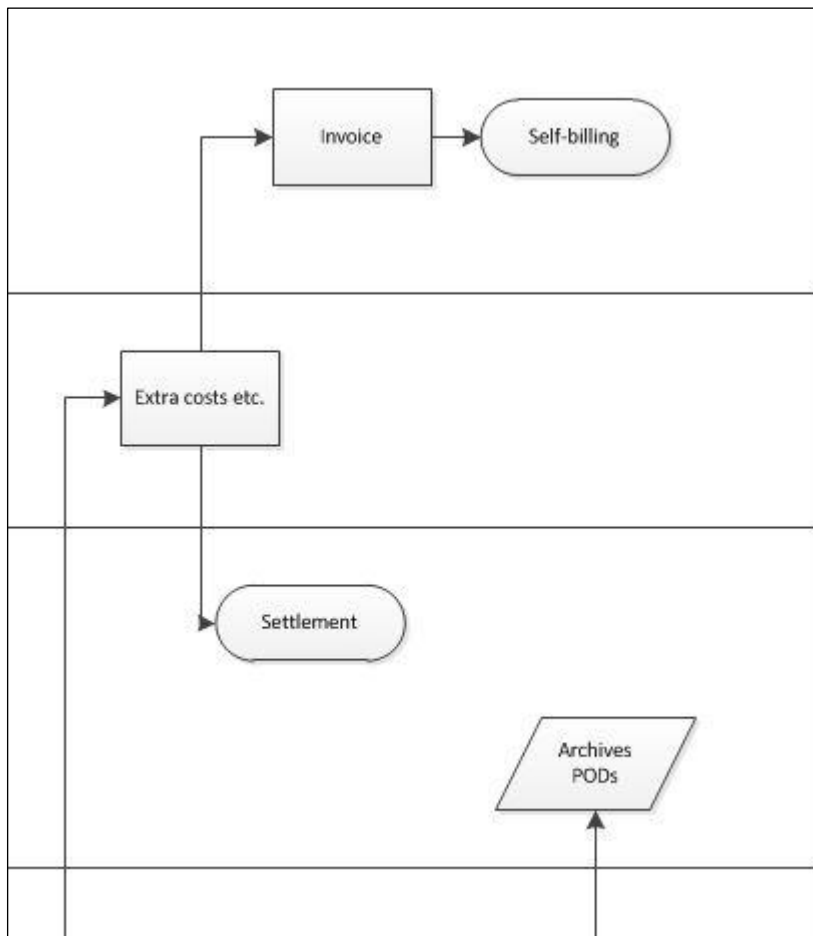 Invoice
Self-billing
Extra costs etc.
Settlement
Archives
PODs